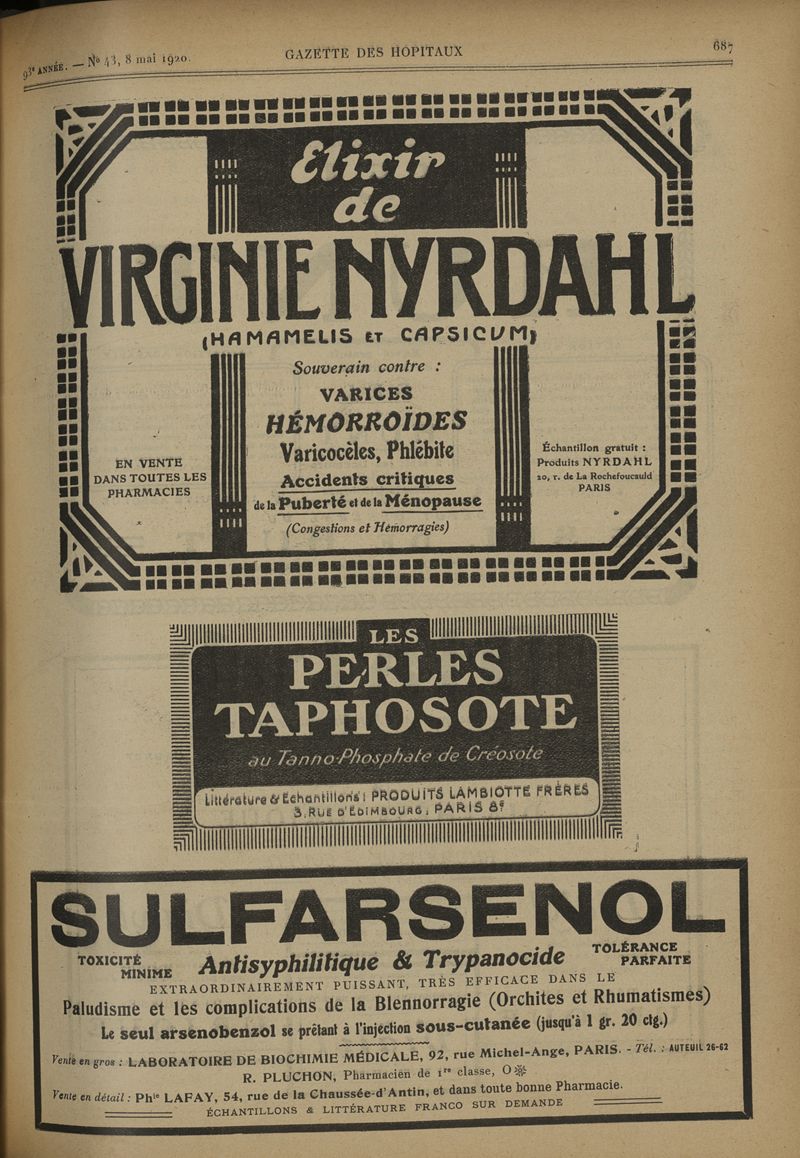 93e ANNÉE. — No 43, 8 mai 1920.
GAZETTE DES HOPITAUX
687
Elixir
de
VIRGINIE NYRDAHL
(HAMAMELIS ET CAPSICUM)
Souverain contre :
VARICES
HÉMORROÏDES
Varicocèles, Phlébite
Accidents critiques
de la Puberté et de la Ménopause
(Congestions et Hémorragies)
EN VENTE
DANS TOUTES LES
PHARMACIES
Échantillon gratuit :
Produits NYRDAHL
20, r. de La Rochefoucauld
PARIS
LES
PERLES
TAPHOSOTE
au Tanno-Phosphate de Créosote
Littérature & Echantillons : PRODUITS LAMBIOTTE FRÈRES
3, RUE D'EDIMBOURG, PARIS 8e
SULFARSENOL
TOXICITÉ
MINIME
Antisyphilitique & Trypanocide
TOLÉRANCE
PARFAITE
EXTRAORDINAIREMENT PUISSANT, TRÈS EFFICACE DANS LE
Paludisme et les complications de la Blennorragie (Orchites et Rhumatismes)
Le seul arsenobenzol se prêtant à l'injection sous-cutanée (jusqu'à 1 gr. 20 ctg.)
Vente en gros : LABORATOIRE DE BIOCHIMIE MÉDICALE, 92, rue Michel-Ange, PARIS. - Tél. : AUTEUIL 26-62
R. PLUCHON, Pharmacien de 1re classe, O ✽
Vente en détail : Phie LAFAY, 54, rue de la Chaussée-d'Antin, et dans toute bonne Pharmacie.
ÉCHANTILLONS & LITTÉRATURE FRANCO SUR DEMANDE